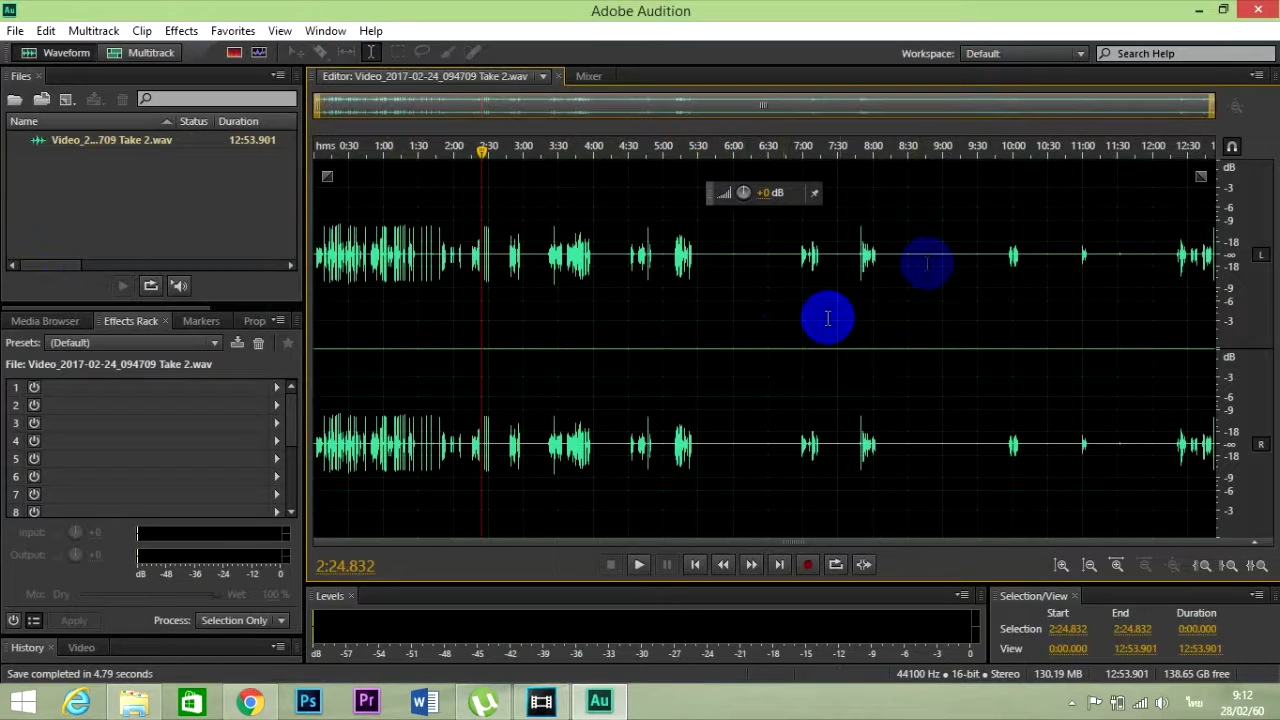 Au
Adobe Audition
File Edit Multitrack Clip Effects Favorites View Window Help
Waveform Multitrack Workspace: Default Search Help
Files
Editor: Video_2017-02-24_094709 Take 2.wav Mixer
Name Status Duration
Video_2...709 Take 2.wav 12:53.901
hms 0:30 1:00 1:30 2:00 2:30 3:00 3:30 4:00 4:30 5:00 5:30 6:00 6:30 7:00 7:30 8:00 8:30 9:00 9:30 10:00 10:30 11:00 11:30 12:00 12:30 1
+0 dB
dB
-3
-6
-9
-18
-∞
-18
-9
-6
-3
L
dB
-3
-6
-9
-18
-∞
-18
-9
-6
-3
R
Media Browser Effects Rack Markers Prop
Presets: (Default)
File: Video_2017-02-24_094709 Take 2.wav
1
2
3
4
5
6
7
8
Input: +0
Output: +0
dB -48 -36 -24 -12 0
Mix: Dry Wet 100 %
Apply Process: Selection Only
History Video
2:24.832
Levels
dB -57 -54 -51 -48 -45 -42 -39 -36 -33 -30 -27 -24 -21 -18 -15 -12 -9 -6 -3 0
Selection/View
Start End Duration
Selection 2:24.832 2:24.832 0:00.000
View 0:00.000 12:53.901 12:53.901
Save completed in 4.79 seconds
44100 Hz ● 16-bit ● Stereo 130.19 MB 12:53.901 138.65 GB free
Ps Pr Au
ไทย
9:12
28/02/60